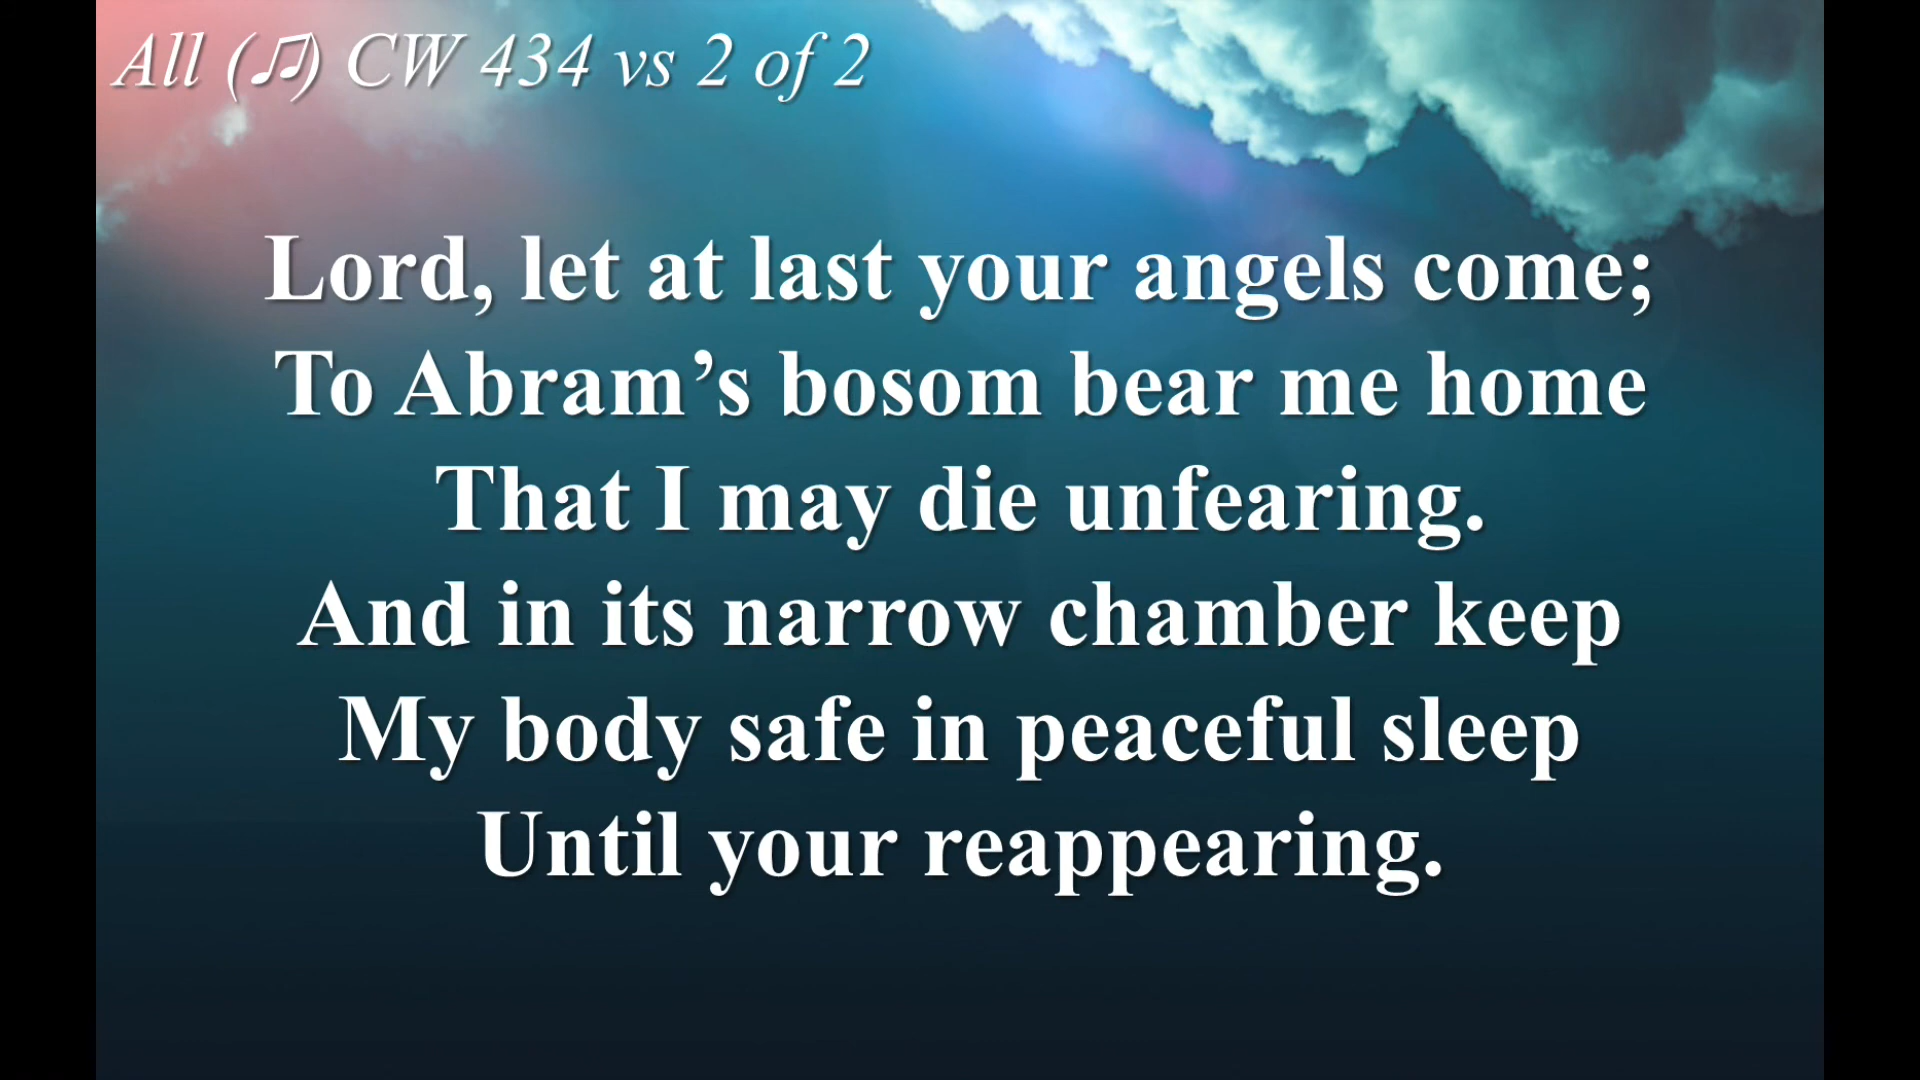 All (♫) CW 434 vs 2 of 2
Lord, let at last your angels come;
To Abram’s bosom bear me home
That I may die unfearing.
And in its narrow chamber keep
My body safe in peaceful sleep
Until your reappearing.